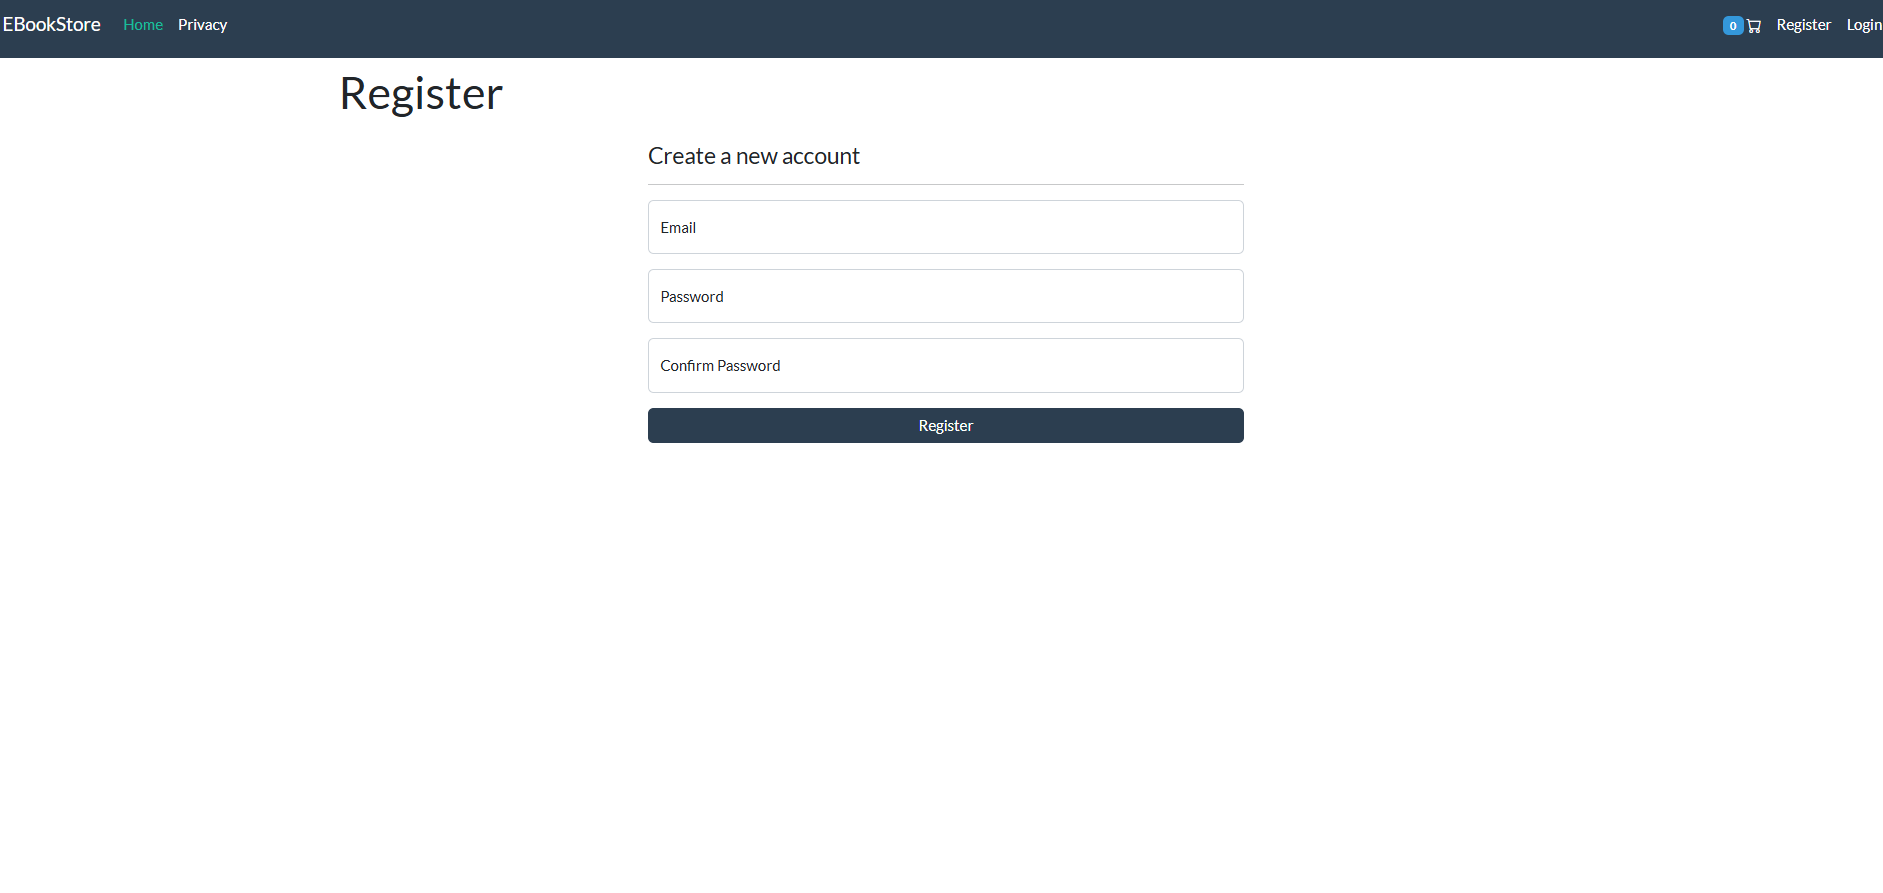 EBookStore Home Privacy 0 Register Login
Register
Create a new account
Email
Password
Confirm Password
Register